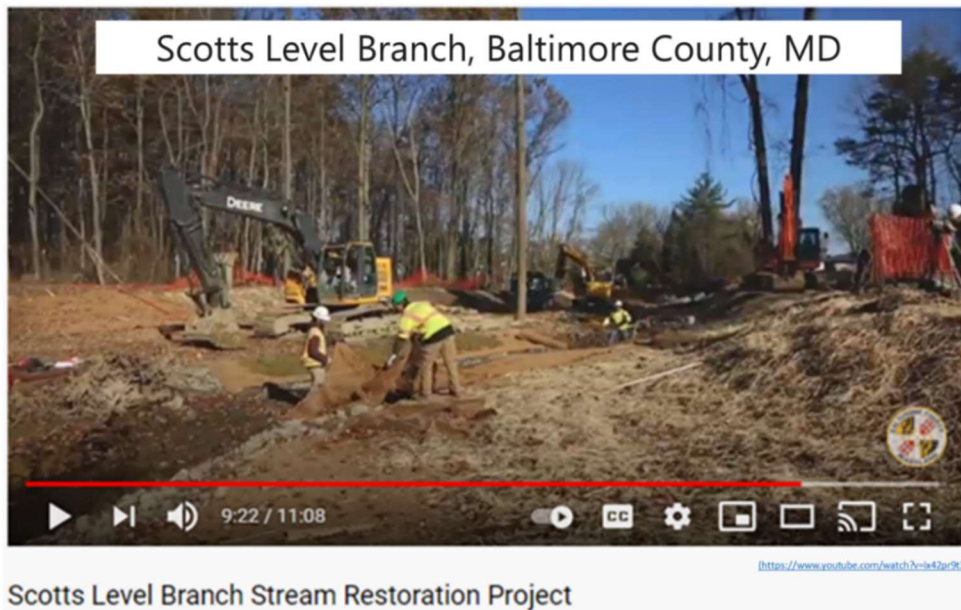 Scotts Level Branch, Baltimore County, MD
DEERE
9:22 / 11:08
CC
Scotts Level Branch Stream Restoration Project